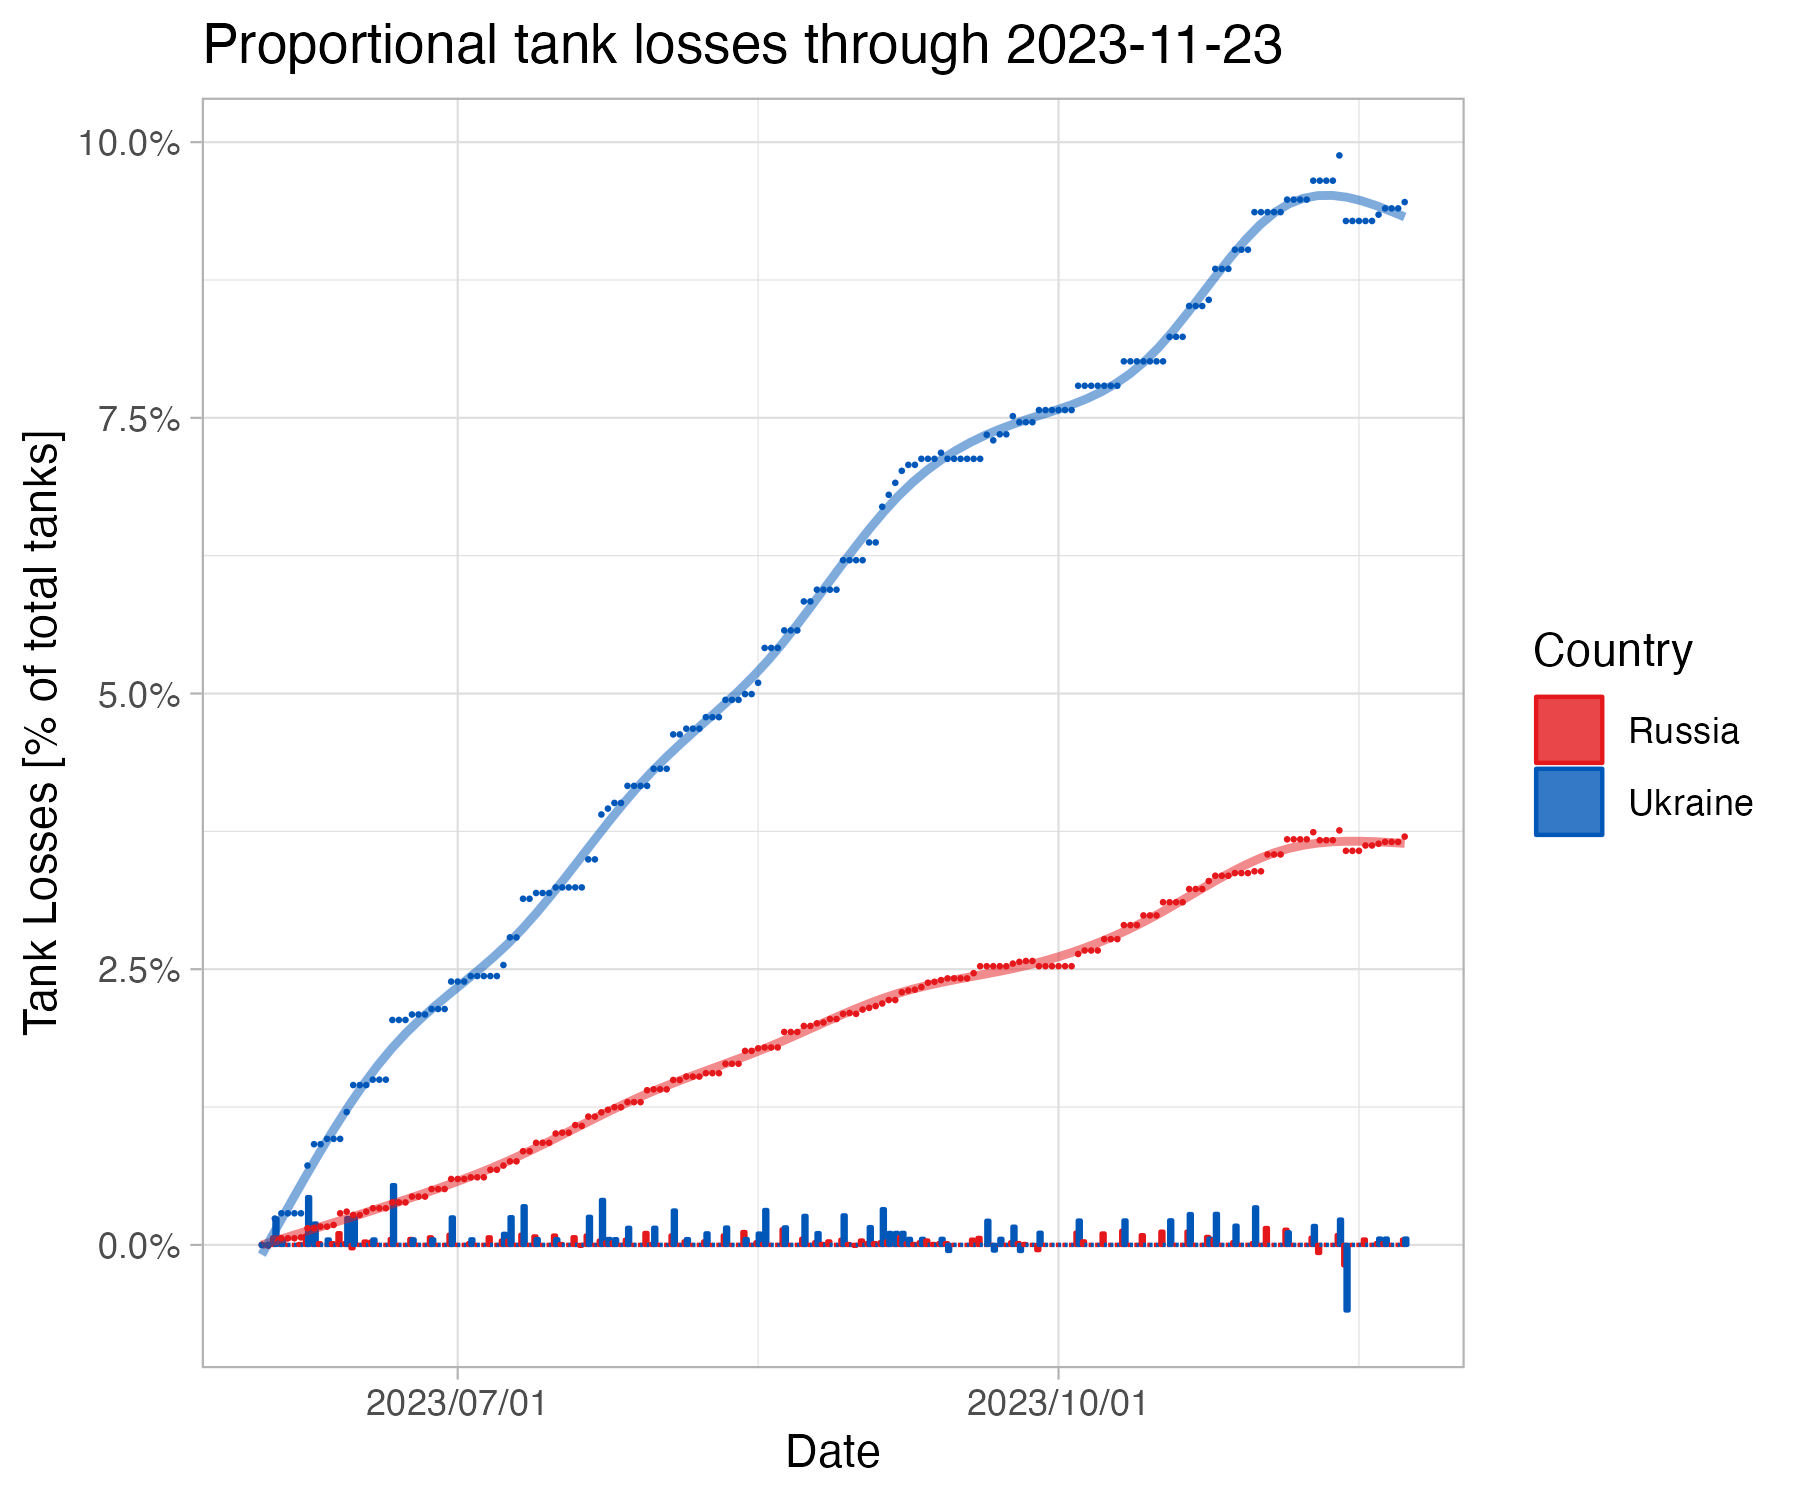 Proportional tank losses through 2023-11-23
Tank Losses [% of total tanks]
10.0%
7.5%
5.0%
2.5%
0.0%
2023/07/01
2023/10/01
Date
Country
Russia
Ukraine